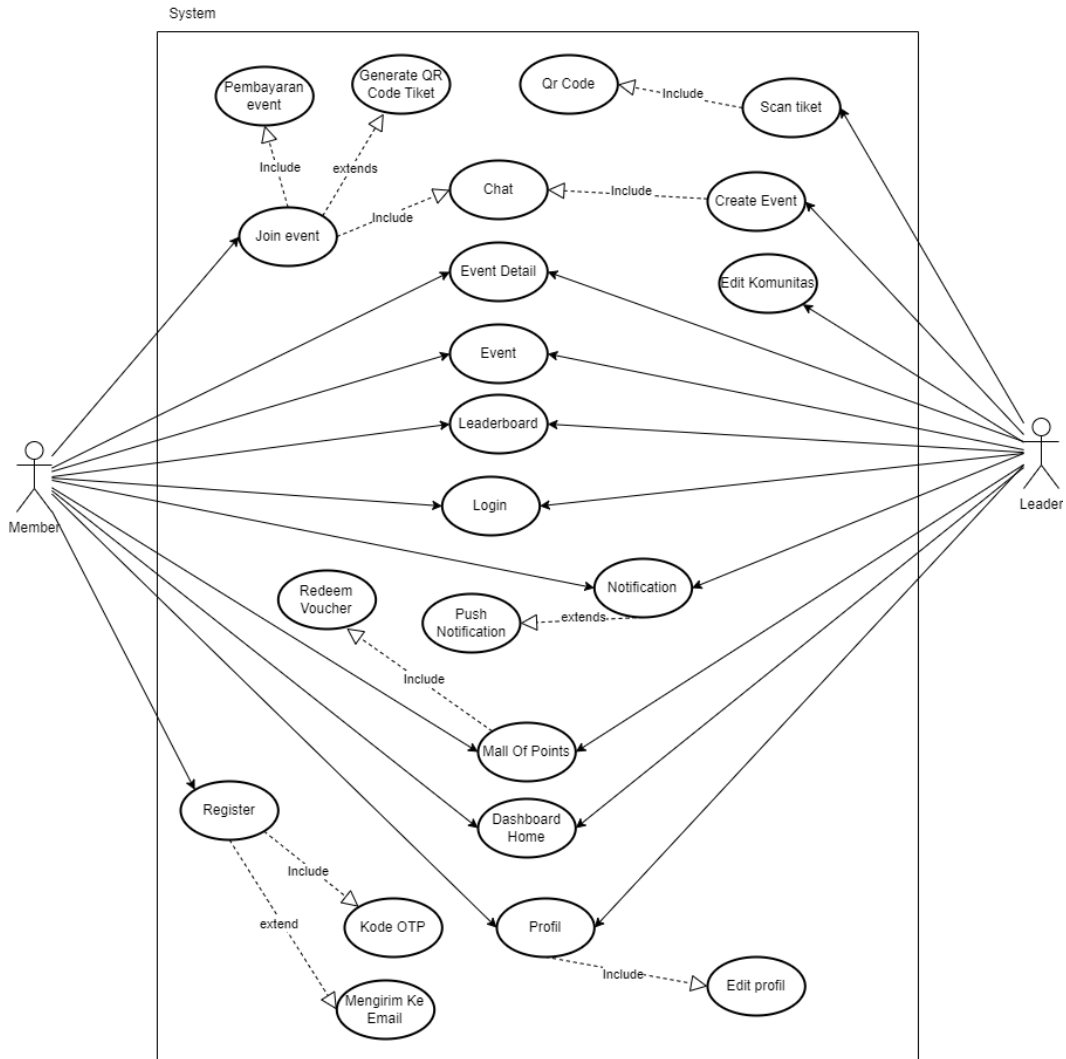 System
Pembayaran
event
Generate QR
Code Tiket
Qr Code
Include
Scan tiket
Include
extends
Chat
Include
Create Event
Include
Join event
Event Detail
Edit Komunitas
Event
Leaderboard
Login
Member
Leader
Redeem
Voucher
Notification
Push
Notification
extends
Include
Mall Of Points
Register
Dashboard
Home
Include
extend
Kode OTP
Profil
Include
Edit profil
Mengirim Ke
Email